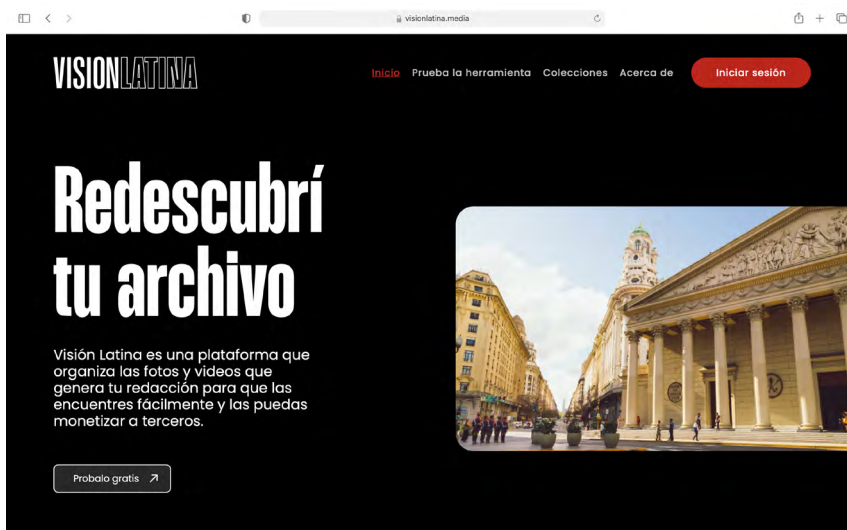 visionlatina.media
VISIONLATINA
Inicio Prueba la herramienta Colecciones Acerca de Iniciar sesión
Redescubrí
tu archivo
Visión Latina es una plataforma que
organiza las fotos y videos que
genera tu redacción para que las
encuentres fácilmente y las puedas
monetizar a terceros.
Probalo gratis